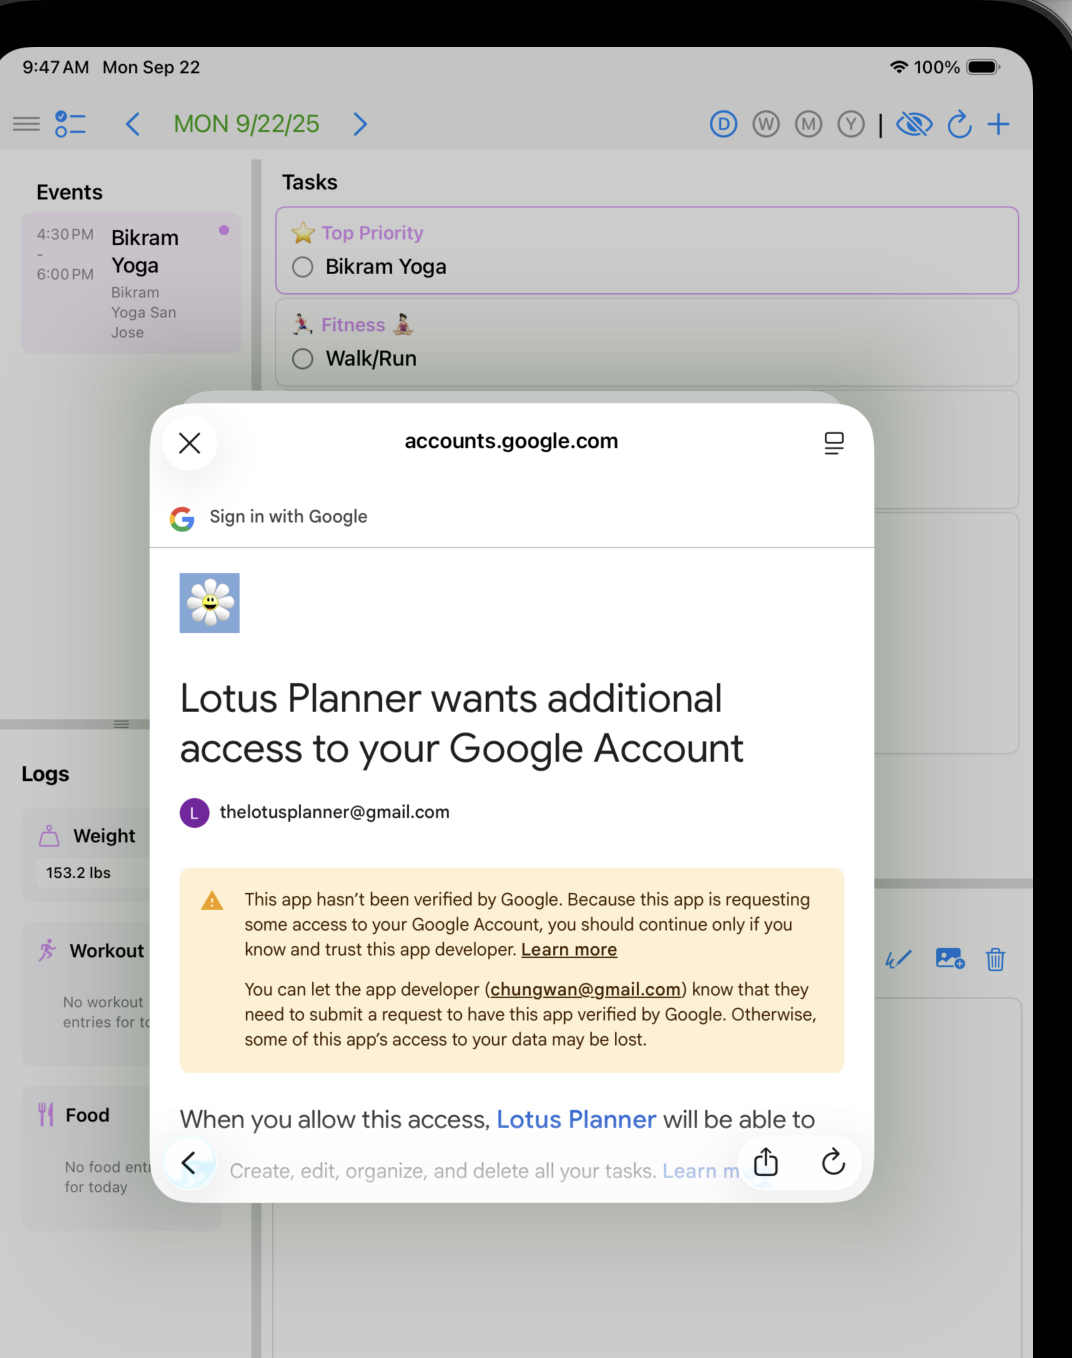 9:47 AM Mon Sep 22
100%
MON 9/22/25
D W M Y |
Events
4:30 PM
-
6:00 PM
Bikram
Yoga
Bikram
Yoga San
Jose
Tasks
Top Priority
Bikram Yoga
Fitness
Walk/Run
accounts.google.com
Sign in with Google
Lotus Planner wants additional
access to your Google Account
L thelotusplanner@gmail.com
This app hasn't been verified by Google. Because this app is requesting
some access to your Google Account, you should continue only if you
know and trust this app developer. Learn more
You can let the app developer (chungwan@gmail.com) know that they
need to submit a request to have this app verified by Google. Otherwise,
some of this app's access to your data may be lost.
When you allow this access, Lotus Planner will be able to
Create, edit, organize, and delete all your tasks. Learn m
Logs
Weight
153.2 lbs
Workout
No workout
entries for to
Food
No food ent
for today